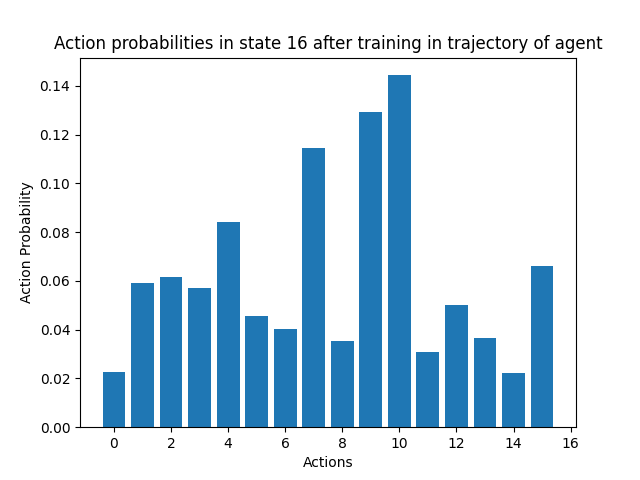 Action probabilities in state 16 after training in trajectory of agent
0.14
0.12
0.10
0.08
0.06
0.04
0.02
0.00
Action Probability
0 2 4 6 8 10 12 14 16
Actions